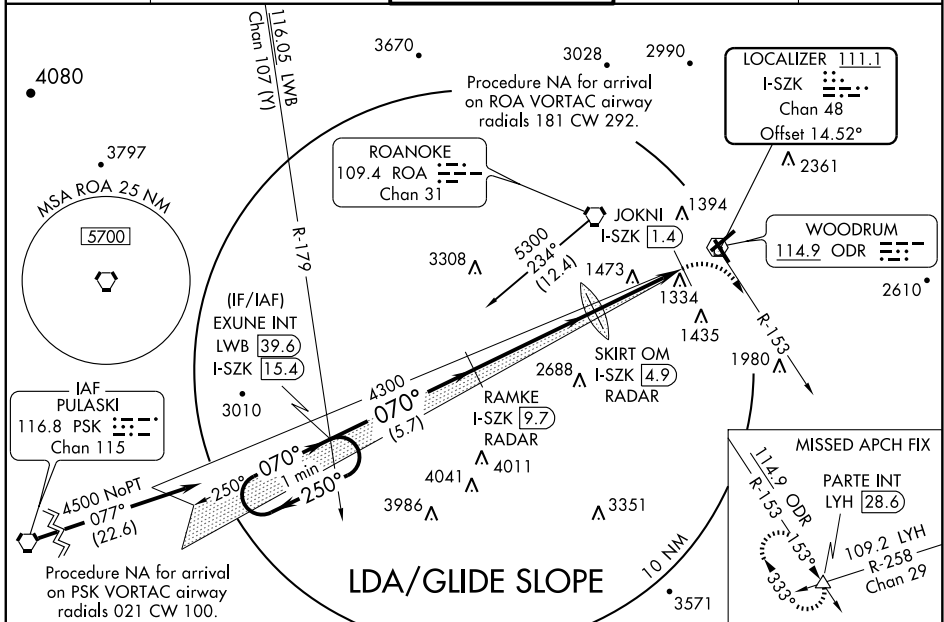 116.05 LWB
Chan 107 (Y)
R-179
4080
3797
MSA ROA 25 NM
5700
3670
3028
2990
Procedure NA for arrival
on ROA VORTAC airway
radials 181 CW 292.
LOCALIZER 111.1
I-SZK
Chan 48
Offset 14.52°
2361
ROANOKE
109.4 ROA
Chan 31
JOKNI
I-SZK 1.4
1394
WOODRUM
114.9 ODR
2610
5300
234°
(12.4)
3308
1473
1334
1435
R-153
1980
(IF/IAF)
EXUNE INT
LWB 39.6
I-SZK 15.4
3010
SKIRT OM
I-SZK 4.9
RADAR
2688
RAMKE
I-SZK 9.7
RADAR
4300
070°
(5.7)
IAF
PULASKI
116.8 PSK
Chan 115
4500 NoPT
077°
(22.6)
250°
070°
1 min
250°
4041
4011
3986
3351
Procedure NA for arrival
on PSK VORTAC airway
radials 021 CW 100.
LDA/GLIDE SLOPE
10 NM
3571
MISSED APCH FIX
PARTE INT
LYH 28.6
114.9 ODR
R-153
153°
333°
109.2 LYH
R-258
Chan 29